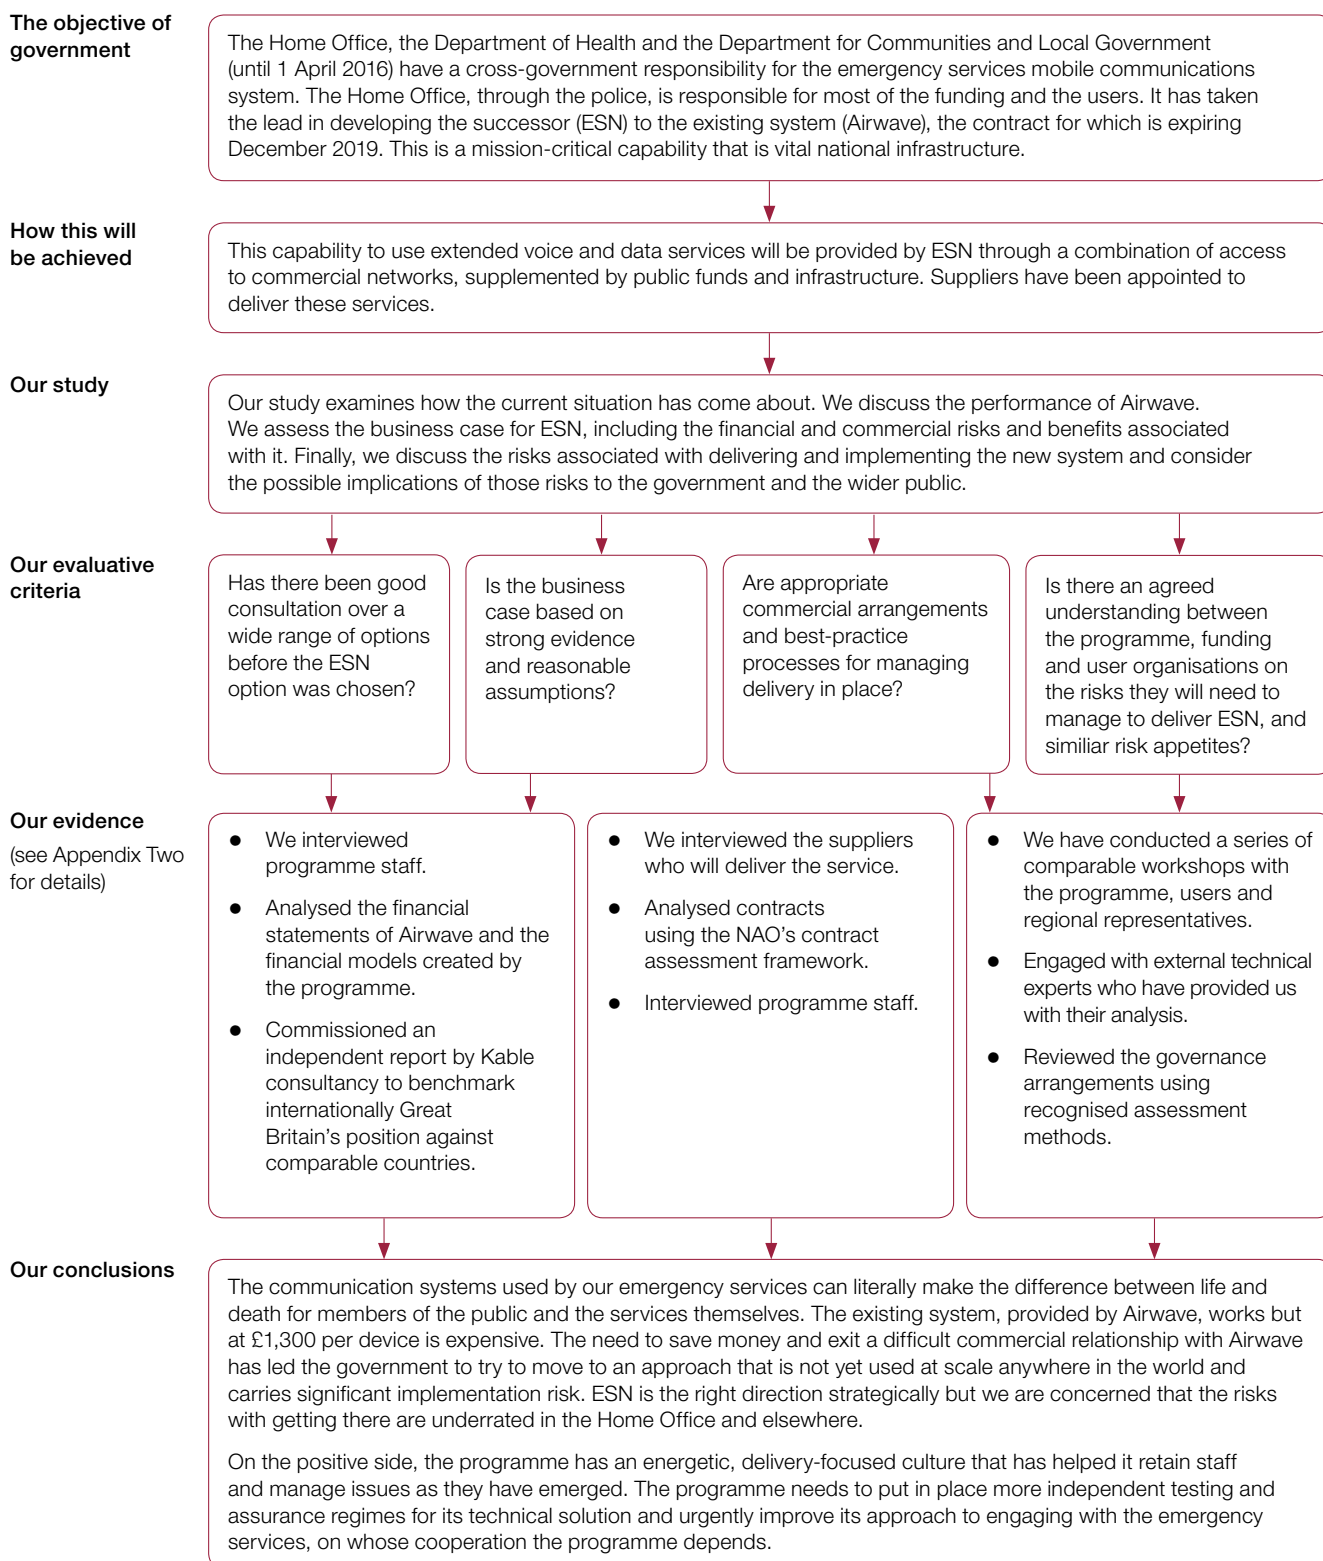 The objective of
government
The Home Office, the Department of Health and the Department for Communities and Local Government
(until 1 April 2016) have a cross-government responsibility for the emergency services mobile communications
system. The Home Office, through the police, is responsible for most of the funding and the users. It has taken
the lead in developing the successor (ESN) to the existing system (Airwave), the contract for which is expiring
December 2019. This is a mission-critical capability that is vital national infrastructure.
How this will
be achieved
This capability to use extended voice and data services will be provided by ESN through a combination of access
to commercial networks, supplemented by public funds and infrastructure. Suppliers have been appointed to
deliver these services.
Our study
Our study examines how the current situation has come about. We discuss the performance of Airwave.
We assess the business case for ESN, including the financial and commercial risks and benefits associated
with it. Finally, we discuss the risks associated with delivering and implementing the new system and consider
the possible implications of those risks to the government and the wider public.
Our evaluative
criteria
Has there been good
consultation over a
wide range of options
before the ESN
option was chosen?
Is the business
case based on
strong evidence
and reasonable
assumptions?
Are appropriate
commercial arrangements
and best-practice
processes for managing
delivery in place?
Is there an agreed
understanding between
the programme, funding
and user organisations on
the risks they will need to
manage to deliver ESN, and
similiar risk appetites?
Our evidence
(see Appendix Two
for details)
● We interviewed
programme staff.
● Analysed the financial
statements of Airwave and the
financial models created by
the programme.
● Commissioned an
independent report by Kable
consultancy to benchmark
internationally Great
Britain's position against
comparable countries.
● We interviewed the suppliers
who will deliver the service.
● Analysed contracts
using the NAO's contract
assessment framework.
● Interviewed programme staff.
● We have conducted a series of
comparable workshops with
the programme, users and
regional representatives.
● Engaged with external technical
experts who have provided us
with their analysis.
● Reviewed the governance
arrangements using
recognised assessment
methods.
Our conclusions
The communication systems used by our emergency services can literally make the difference between life and
death for members of the public and the services themselves. The existing system, provided by Airwave, works but
at £1,300 per device is expensive. The need to save money and exit a difficult commercial relationship with Airwave
has led the government to try to move to an approach that is not yet used at scale anywhere in the world and
carries significant implementation risk. ESN is the right direction strategically but we are concerned that the risks
with getting there are underrated in the Home Office and elsewhere.
On the positive side, the programme has an energetic, delivery-focused culture that has helped it retain staff
and manage issues as they have emerged. The programme needs to put in place more independent testing and
assurance regimes for its technical solution and urgently improve its approach to engaging with the emergency
services, on whose cooperation the programme depends.